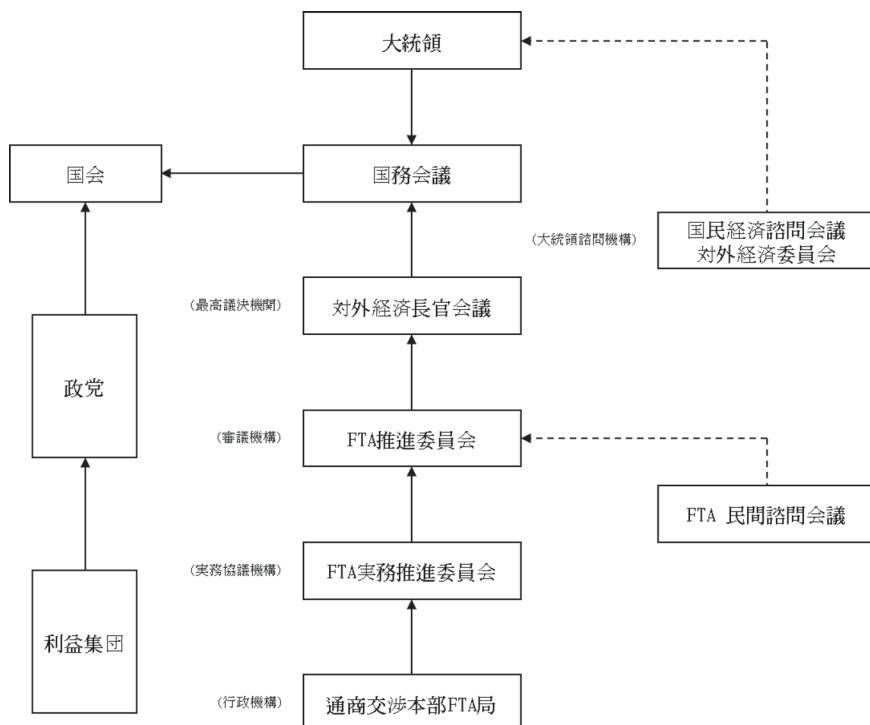 大統領
国会
国務会議
(大統領諮問機構)
国民経済諮問会議
対外経済委員会
(最高議決機関)
対外経済長官会議
政党
(審議機構)
FTA推進委員会
FTA 民間諮問会議
(実務協議機構)
FTA実務推進委員会
利益集団
(行政機構)
通商交渉本部FTA局